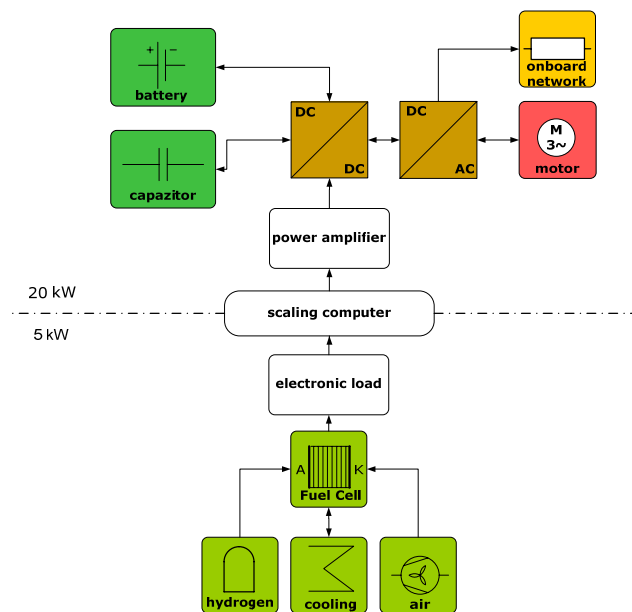 + −
battery
capazitor
DC
DC
DC
AC
onboard
network
M
3~
motor
power amplifier
20 kW
scaling computer
5 kW
electronic load
A K
Fuel Cell
hydrogen
cooling
air